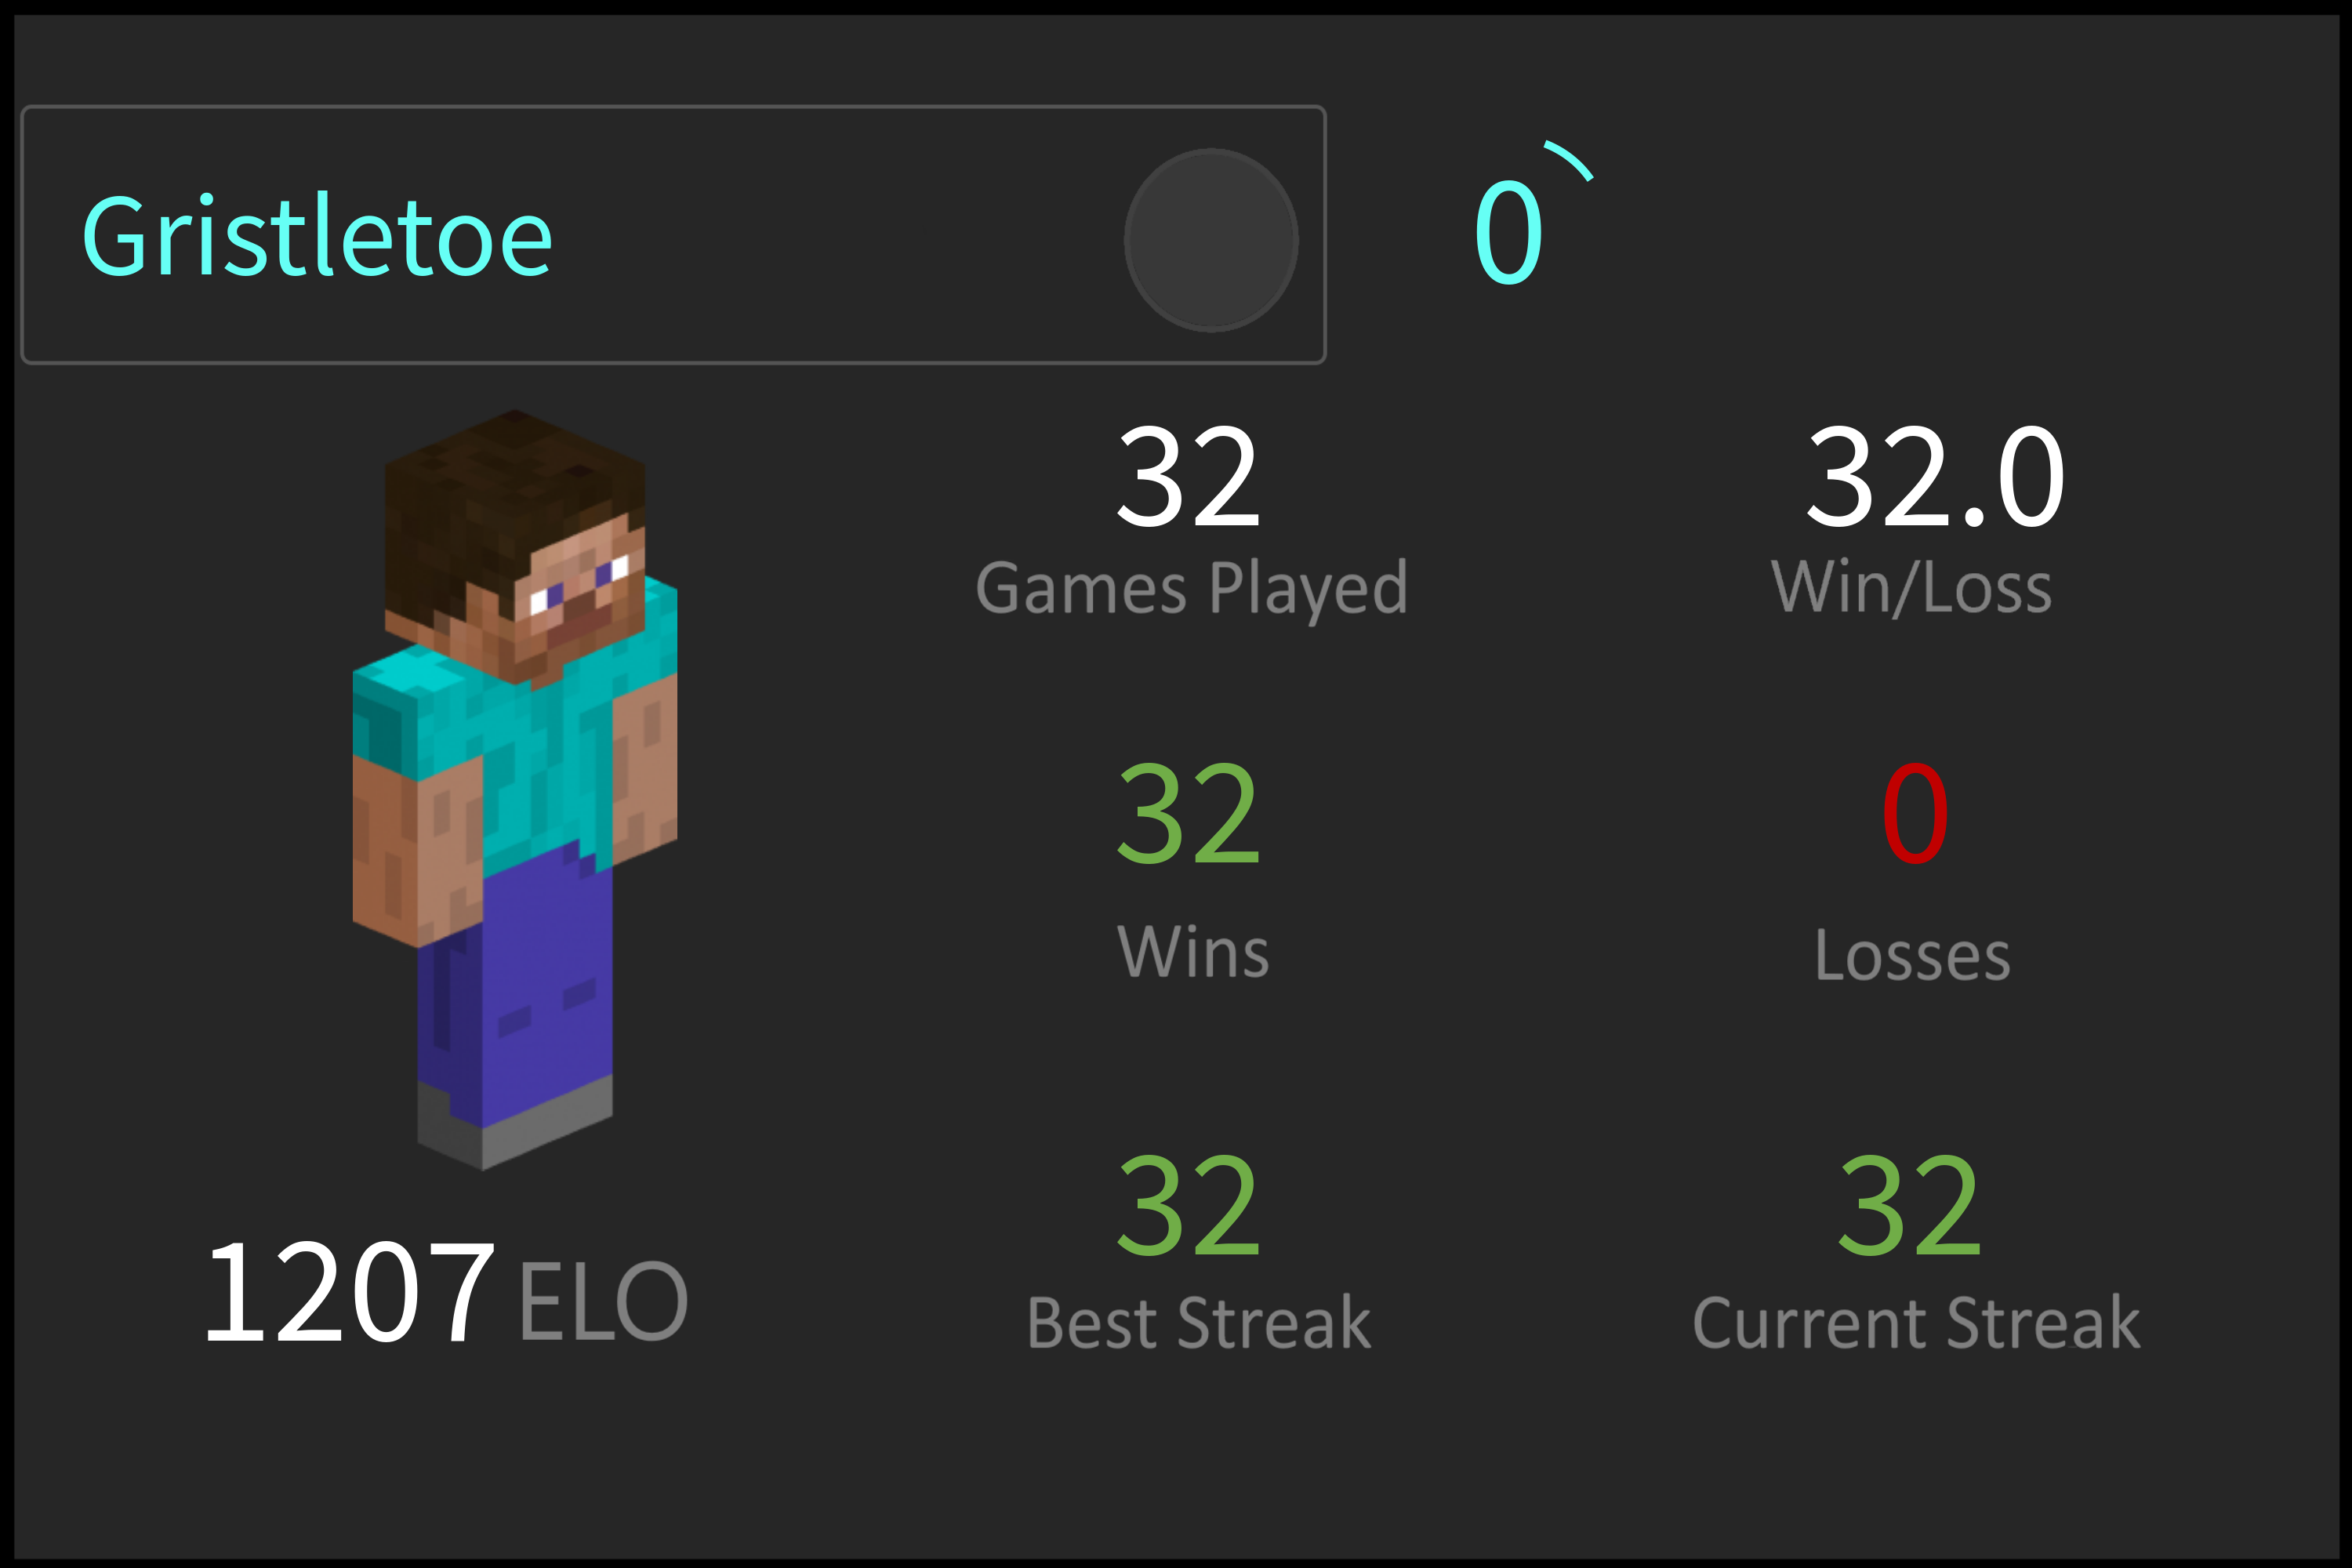 Gristletoe
0
32
32.0
Games Played
Win/Loss
32
0
Wins
Losses
32
32
1207 ELO
Best Streak
Current Streak